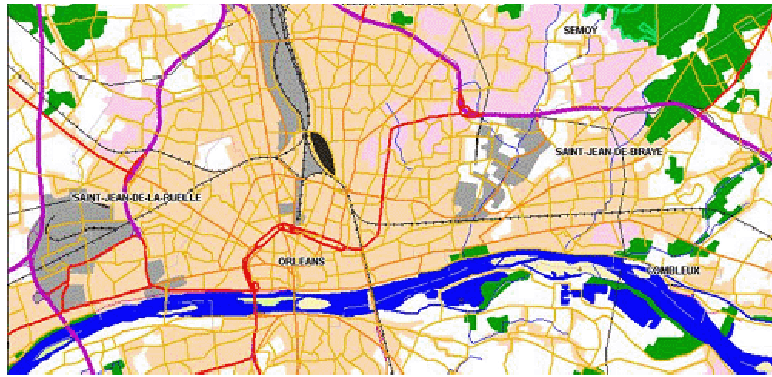 SEMOY
SAINT-JEAN-DE-BRAYE
SAINT-JEAN-DE-LA-RUELLE
ORLEANS
COMBLEUX